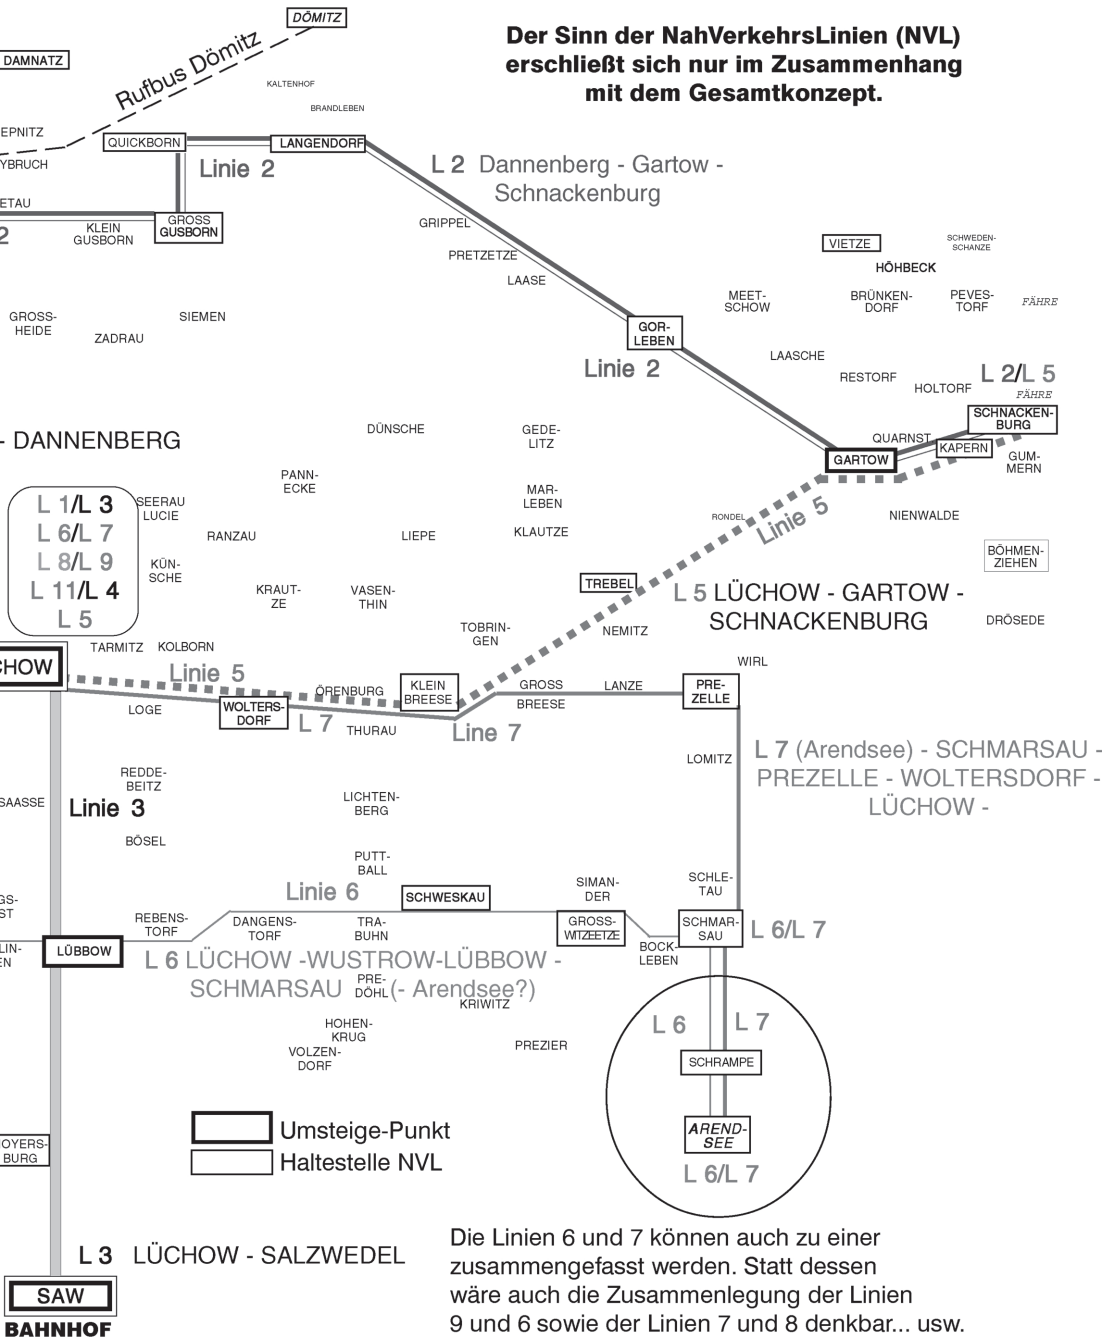 DÖMITZ
Der Sinn der NahVerkehrsLinien (NVL)
erschließt sich nur im Zusammenhang
mit dem Gesamtkonzept.
DAMNATZ
Rufbus Dömitz
KALTENHOF
BRANDLEBEN
EPNITZ
QUICKBORN
LANGENDORF
YBRUCH
Linie 2
L 2 Dannenberg - Gartow -
Schnackenburg
ETAU
2
KLEIN
GUSBORN
GROSS
GUSBORN
GRIPPEL
PRETZETZE
LAASE
VIETZE
SCHWEDEN-
SCHANZE
HÖHBECK
MEET-
SCHOW
BRÜNKEN-
DORF
PEVES-
TORF
FÄHRE
GROSS-
HEIDE
ZADRAU
SIEMEN
GOR-
LEBEN
Linie 2
LAASCHE
RESTORF
HOLTORF
L 2/L 5
FÄHRE
SCHNACKEN-
BURG
- DANNENBERG
DÜNSCHE
GEDE-
LITZ
QUARNST
KAPERN
GARTOW
GUM-
MERN
PANN-
ECKE
MAR-
LEBEN
L 1/L 3
L 6/L 7
L 8/L 9
L 11/L 4
L 5
SEERAU
LUCIE
RANZAU
LIEPE
KLAUTZE
RONDEL
Linie 5
NIENWALDE
BÖHMEN-
ZIEHEN
KÜN-
SCHE
KRAUT-
ZE
VASEN-
THIN
TREBEL
L 5 LÜCHOW - GARTOW -
SCHNACKENBURG
DRÖSEDE
TOBRIN-
GEN
NEMITZ
TARMITZ
KOLBORN
CHOW
Linie 5
WIRL
ÖRENBURG
KLEIN
BREESE
GROSS
BREESE
LANZE
PRE-
ZELLE
LOGE
WOLTERS-
DORF
L 7
THURAU
Line 7
LOMITZ
L 7 (Arendsee) - SCHMARSAU -
PREZELLE - WOLTERSDORF -
LÜCHOW -
REDDE-
BEITZ
SAASSE
Linie 3
LICHTEN-
BERG
BÖSEL
PUTT-
BALL
GS-
ST
Linie 6
SCHWESKAU
SIMAN-
DER
SCHLE-
TAU
REBENS-
TORF
DANGENS-
TORF
TRA-
BUHN
GROSS-
WITZEETZE
SCHMAR-
SAU
L 6/L 7
LIN-
EN
LÜBBOW
BOCK-
LEBEN
L 6 LÜCHOW -WUSTROW-LÜBBOW -
SCHMARSAU (- Arendsee?)
PRE-
DÖHL
KRIWITZ
HOHEN-
KRUG
VOLZEN-
DORF
PREZIER
L 6
L 7
SCHRAMPE
Umsteige-Punkt
Haltestelle NVL
AREND-
SEE
L 6/L 7
OYERS-
BURG
L 3 LÜCHOW - SALZWEDEL
SAW
BAHNHOF
Die Linien 6 und 7 können auch zu einer
zusammengefasst werden. Statt dessen
wäre auch die Zusammenlegung der Linien
9 und 6 sowie der Linien 7 und 8 denkbar... usw.